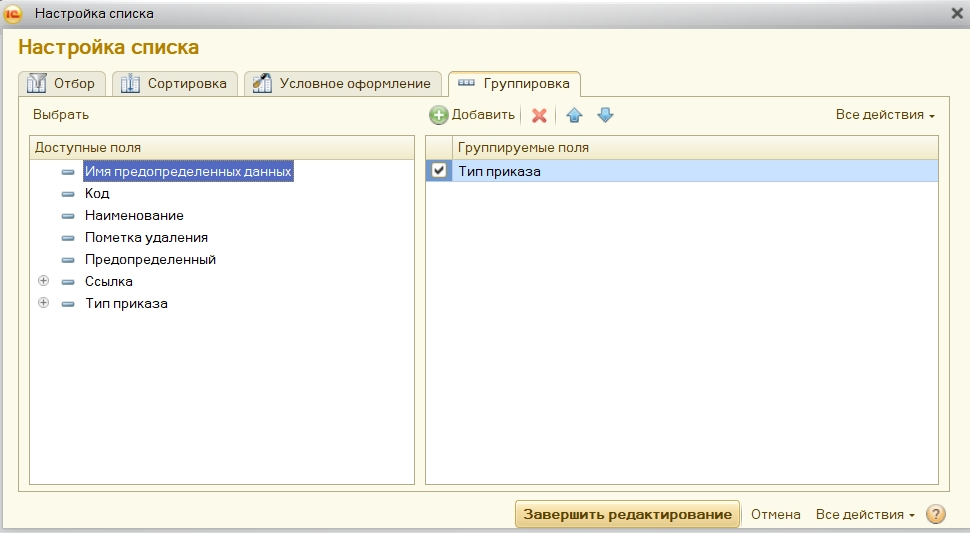 1С Настройка списка
Настройка списка
Отбор Сортировка Условное оформление Группировка
Выбрать Добавить Все действия
Доступные поля Группируемые поля
Имя предопределенных данных Тип приказа
Код
Наименование
Пометка удаления
Предопределенный
Ссылка
Тип приказа
Завершить редактирование Отмена Все действия ?